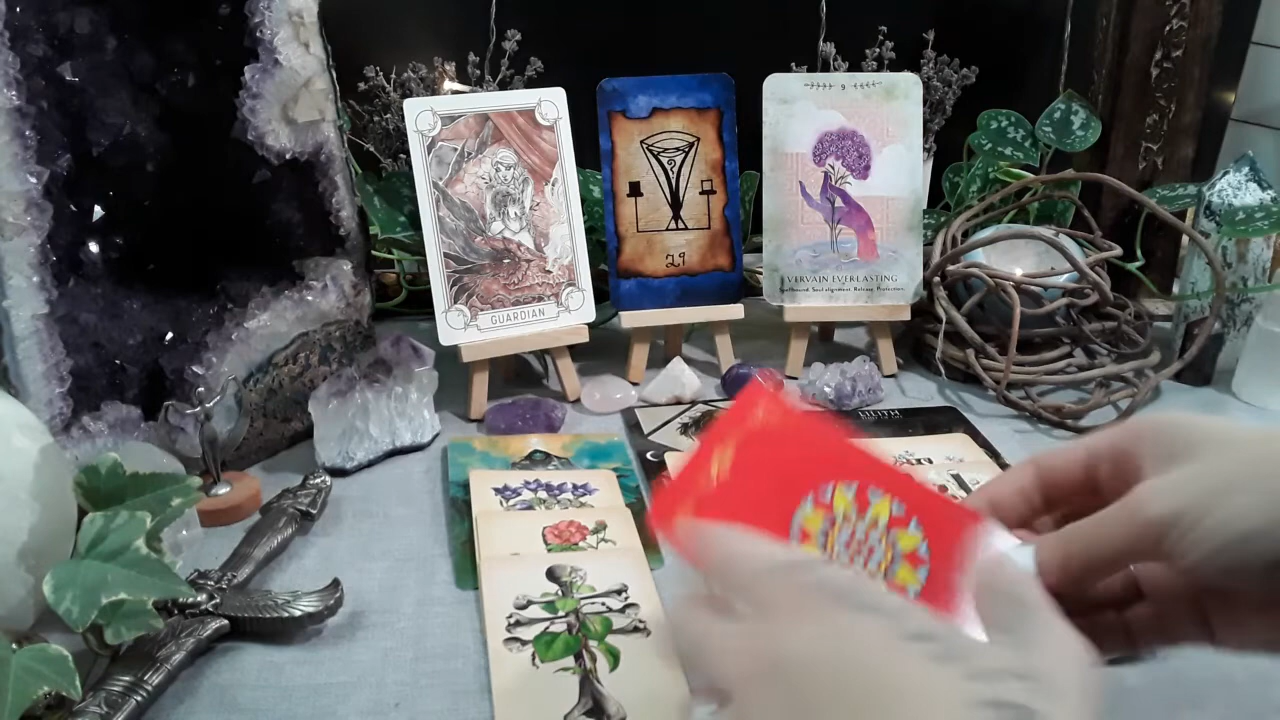 GUARDIAN
29
9
VERVAIN EVERLASTING
Spellbound. Soul alignment. Release. Protection.
LILITH